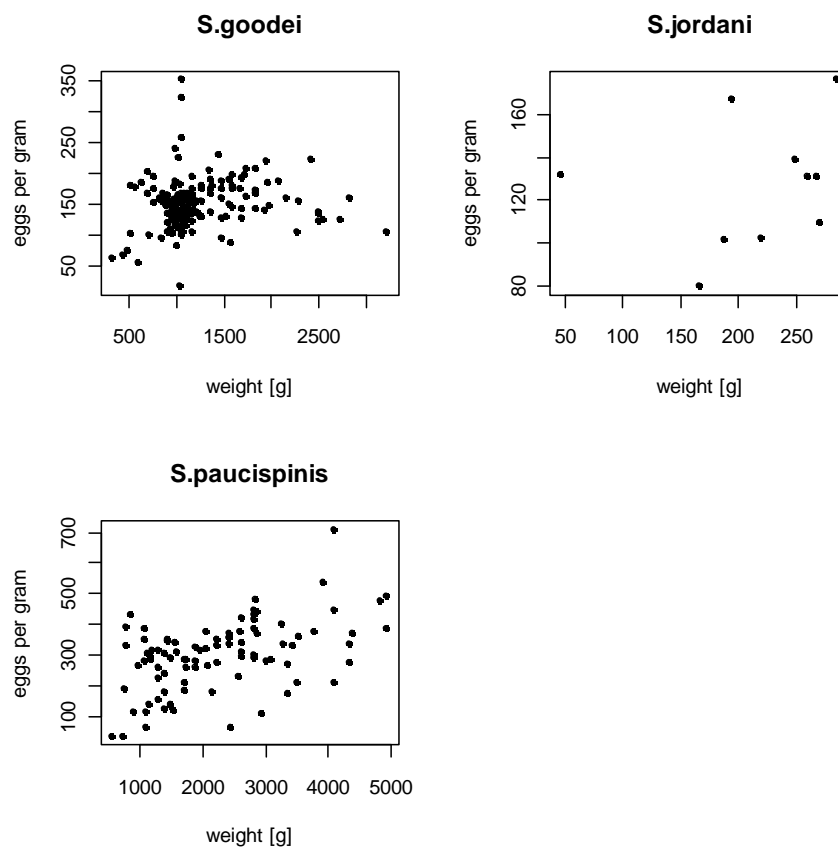 S.goodei
eggs per gram
50 150 250 350
500 1500 2500
weight [g]
S.jordani
eggs per gram
80 100 130 160
50 100 150 200 250
weight [g]
S.paucispinis
eggs per gram
100 300 500 700
1000 2000 3000 4000 5000
weight [g]